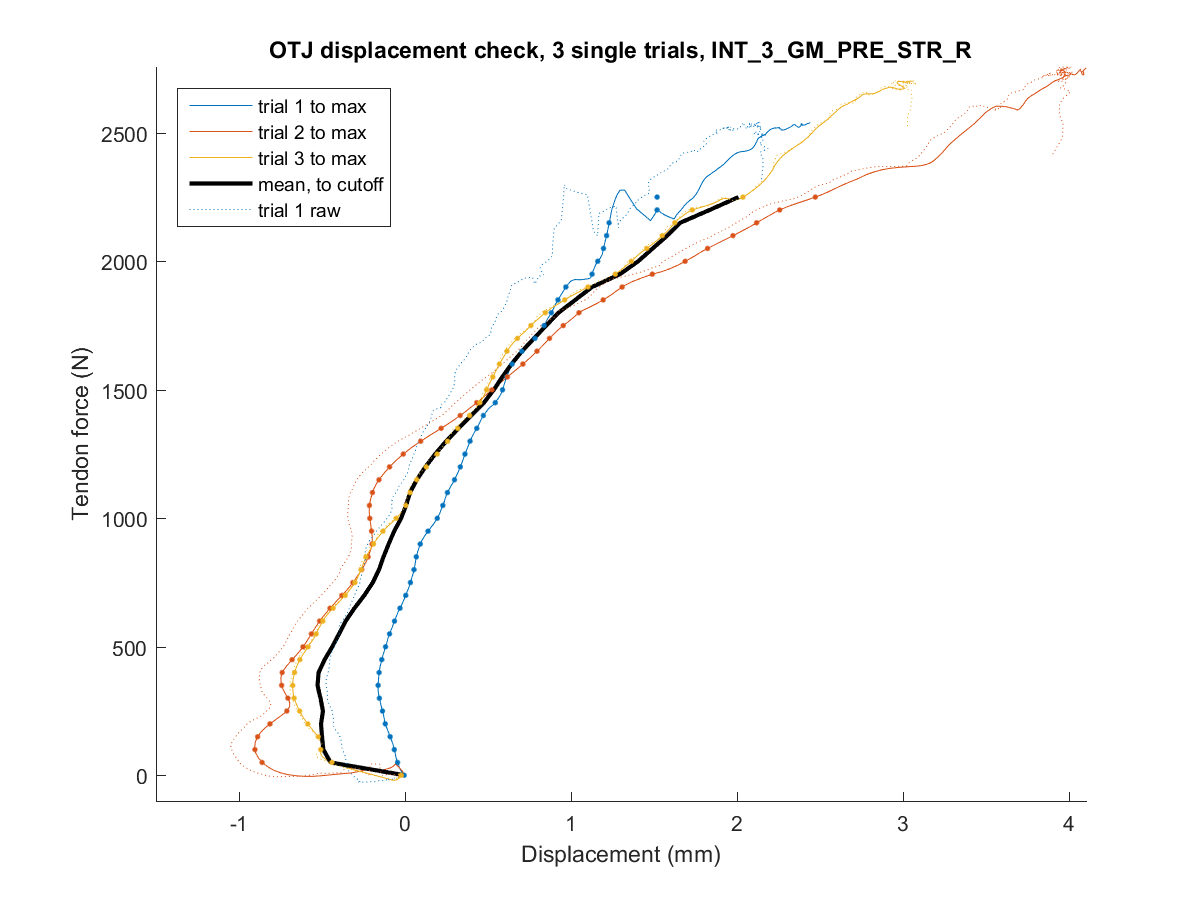 OTJ displacement check, 3 single trials, INT_3_GM_PRE_STR_R
trial 1 to max
trial 2 to max
trial 3 to max
mean, to cutoff
trial 1 raw
2500
2000
1500
1000
500
0
Tendon force (N)
-1 0 1 2 3 4
Displacement (mm)